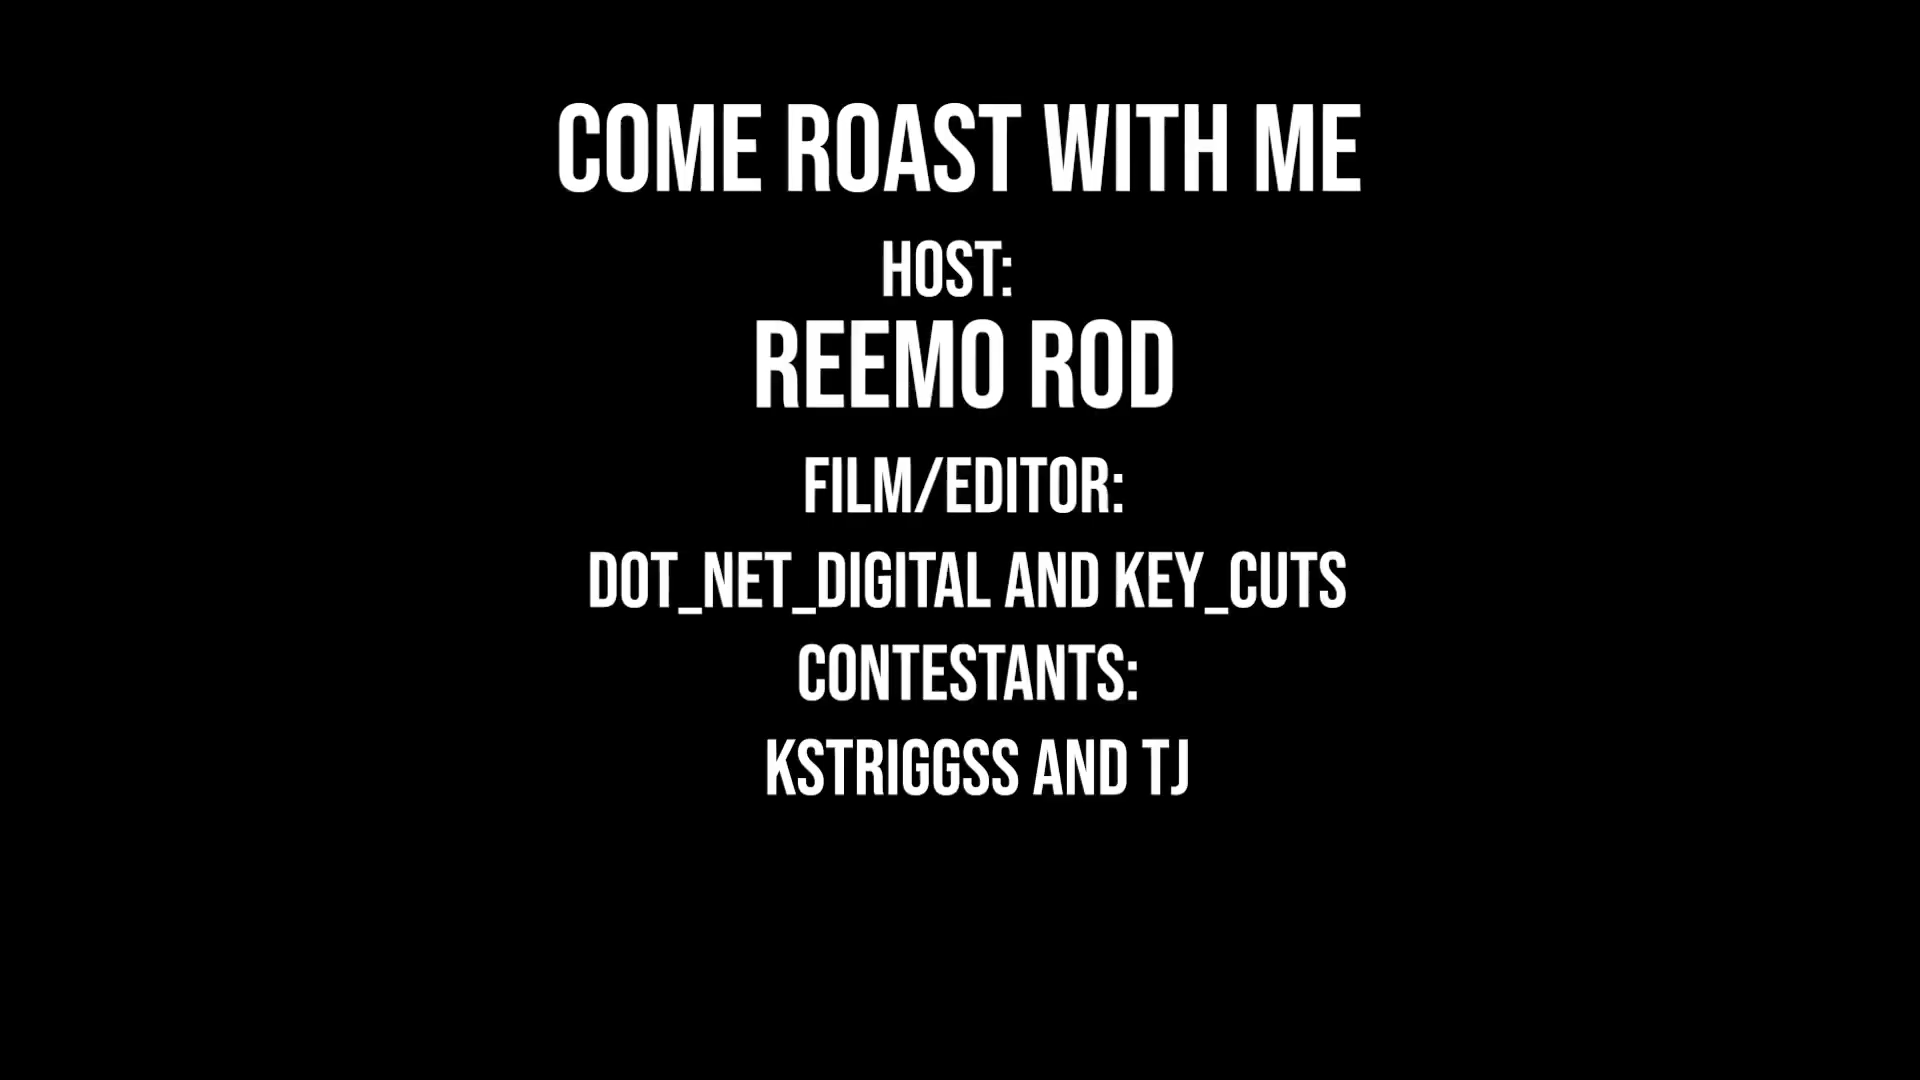 COME ROAST WITH ME
HOST:
REEMO ROD
FILM/EDITOR:
DOT_NET_DIGITAL AND KEY_CUTS
CONTESTANTS:
KSTRIGGSS AND TJ